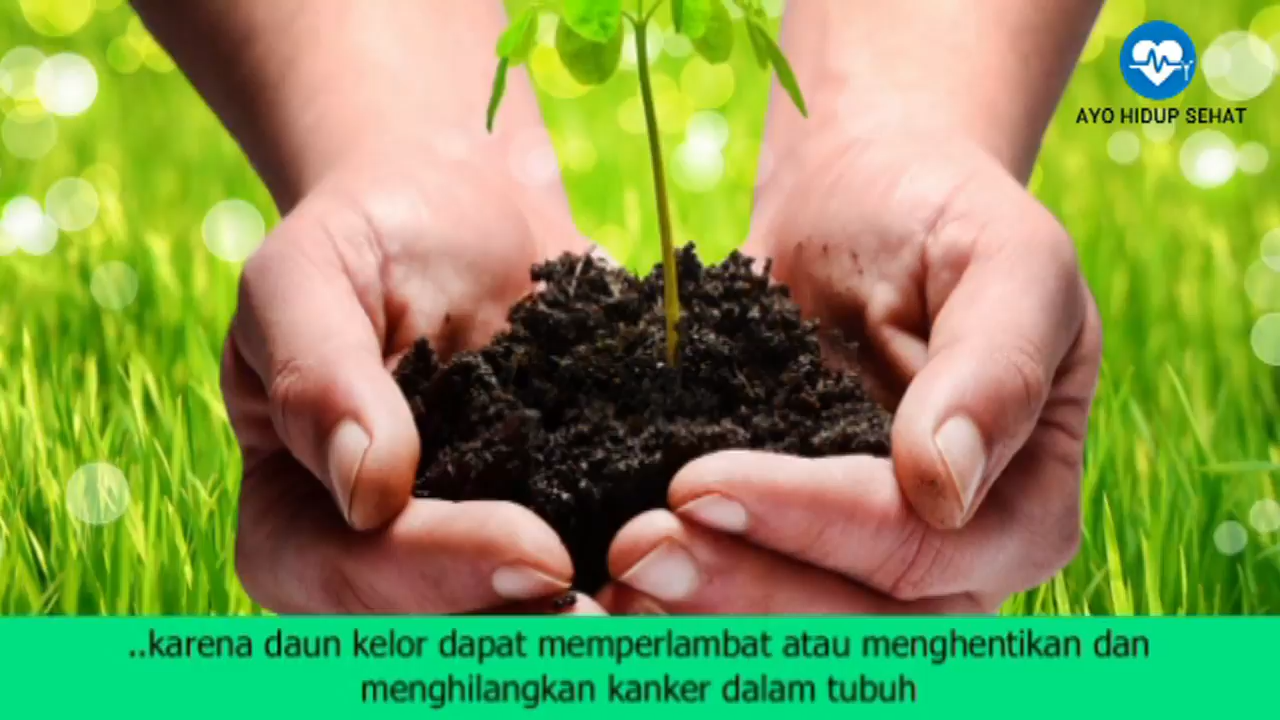 AYO HIDUP SEHAT
..karena daun kelor dapat memperlambat atau menghentikan dan
menghilangkan kanker dalam tubuh